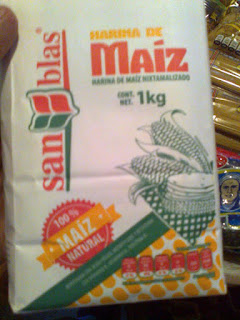 san blas®
HARINA DE
MAÍZ
HARINA DE MAÍZ NIXTAMALIZADO
CONT.
NET. 1kg
100%
MAÍZ
NATURAL